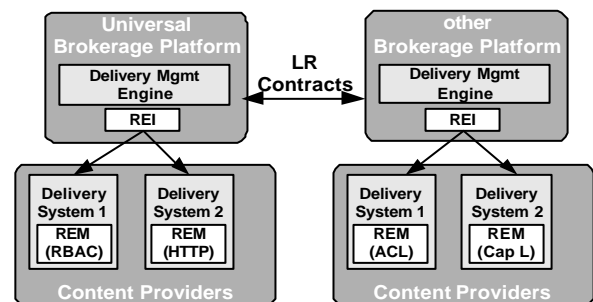 Universal
Brokerage Platform
Delivery Mgmt
Engine
REI
LR
Contracts
other
Brokerage Platform
Delivery Mgmt
Engine
REI
Delivery
System 1
REM
(RBAC)
Delivery
System 2
REM
(HTTP)
Content Providers
Delivery
System 1
REM
(ACL)
Delivery
System 2
REM
(Cap L)
Content Providers